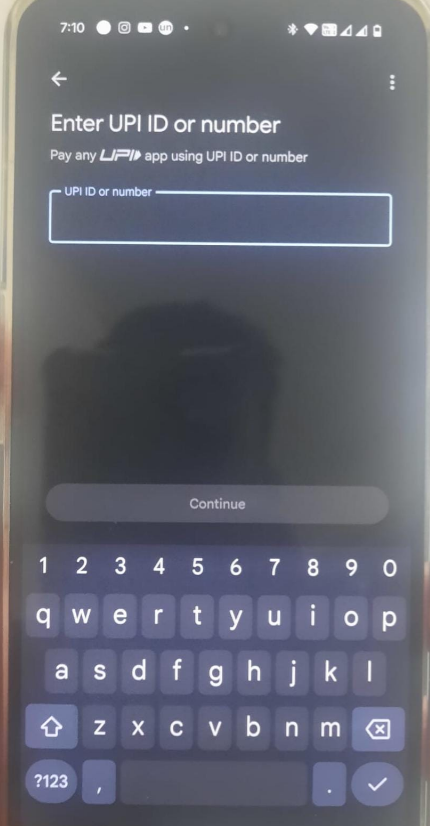 7:10 un
Enter UPI ID or number
Pay any UPI app using UPI ID or number
UPI ID or number
Continue
1 2 3 4 5 6 7 8 9 0
q w e r t y u i o p
a s d f g h j k l
z x c v b n m
?123 , .